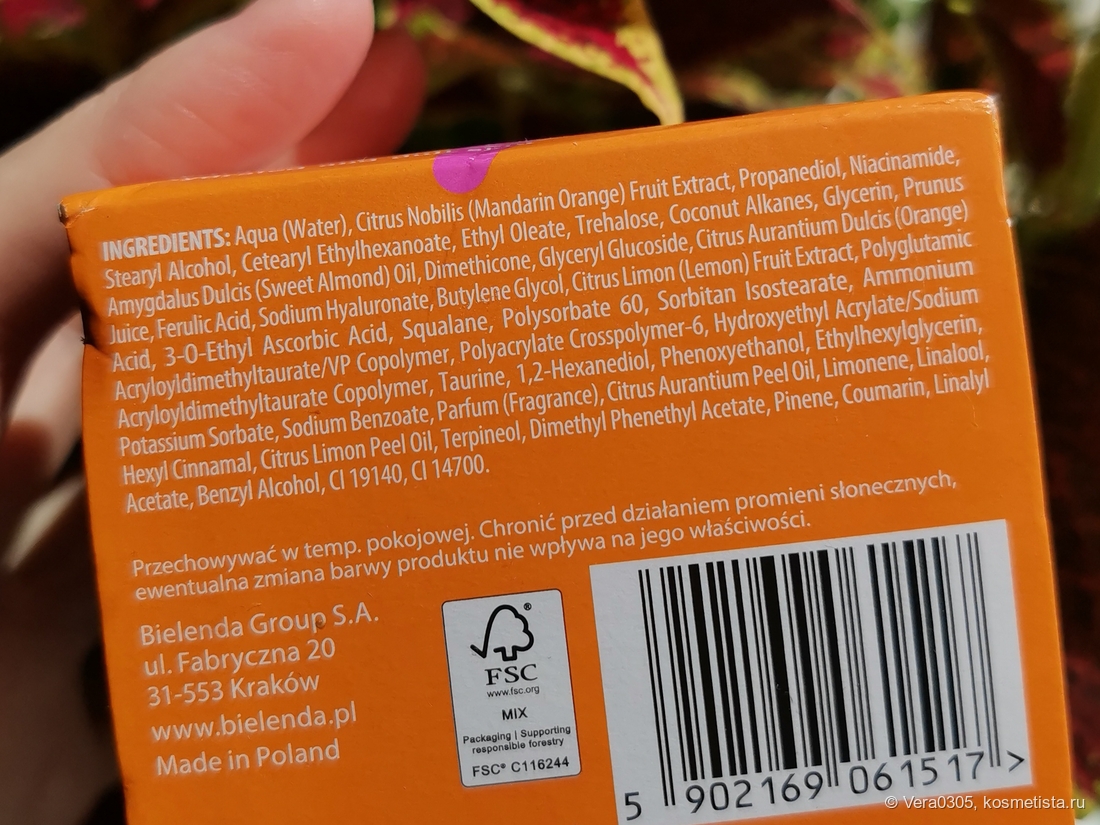 INGREDIENTS: Aqua (Water), Citrus Nobilis (Mandarin Orange) Fruit Extract, Propanediol, Niacinamide,
Stearyl Alcohol, Cetearyl Ethylhexanoate, Ethyl Oleate, Trehalose, Coconut Alkanes, Glycerin, Prunus
Amygdalus Dulcis (Sweet Almond) Oil, Dimethicone, Glyceryl Glucoside, Citrus Aurantium Dulcis (Orange)
Juice, Ferulic Acid, Sodium Hyaluronate, Butylene Glycol, Citrus Limon (Lemon) Fruit Extract, Polyglutamic
Acid, 3-O-Ethyl Ascorbic Acid, Squalane, Polysorbate 60, Sorbitan Isostearate, Ammonium
Acryloyldimethyltaurate/VP Copolymer, Polyacrylate Crosspolymer-6, Hydroxyethyl Acrylate/Sodium
Acryloyldimethyltaurate Copolymer, Taurine, 1,2-Hexanediol, Phenoxyethanol, Ethylhexylglycerin,
Potassium Sorbate, Sodium Benzoate, Parfum (Fragrance), Citrus Aurantium Peel Oil, Limonene, Linalool,
Hexyl Cinnamal, Citrus Limon Peel Oil, Terpineol, Dimethyl Phenethyl Acetate, Pinene, Coumarin, Linalyl
Acetate, Benzyl Alcohol, CI 19140, CI 14700.
Przechowywać w temp. pokojowej. Chronić przed działaniem promieni słonecznych,
ewentualna zmiana barwy produktu nie wpływa na jego właściwości.
Bielenda Group S.A.
ul. Fabryczna 20
31-553 Kraków
www.bielenda.pl
Made in Poland
®
FSC
www.fsc.org
MIX
Packaging | Supporting
responsible forestry
FSC® C116244
5 902169 061517 >
© Vera0305, kosmetista.ru